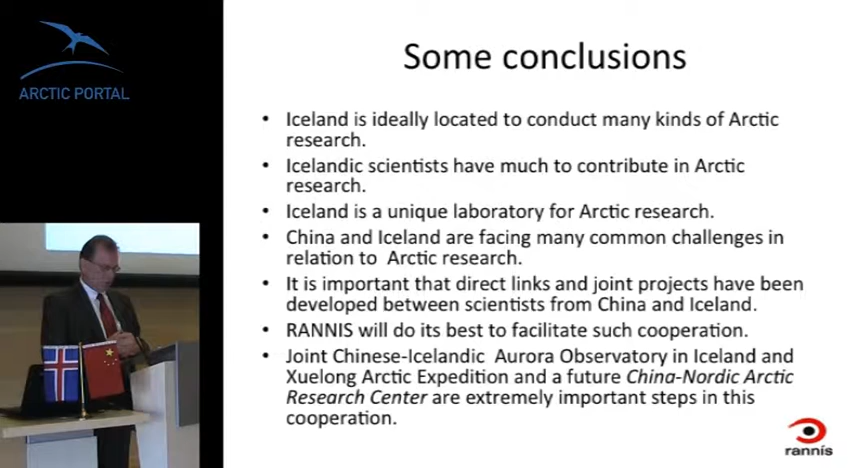 ARCTIC PORTAL
Some conclusions
• Iceland is ideally located to conduct many kinds of Arctic
research.
• Icelandic scientists have much to contribute in Arctic
research.
• Iceland is a unique laboratory for Arctic research.
• China and Iceland are facing many common challenges in
relation to Arctic research.
• It is important that direct links and joint projects have been
developed between scientists from China and Iceland.
• RANNIS will do its best to facilitate such cooperation.
• Joint Chinese-Icelandic Aurora Observatory in Iceland and
Xuelong Arctic Expedition and a future China-Nordic Arctic
Research Center are extremely important steps in this
cooperation.
rannís